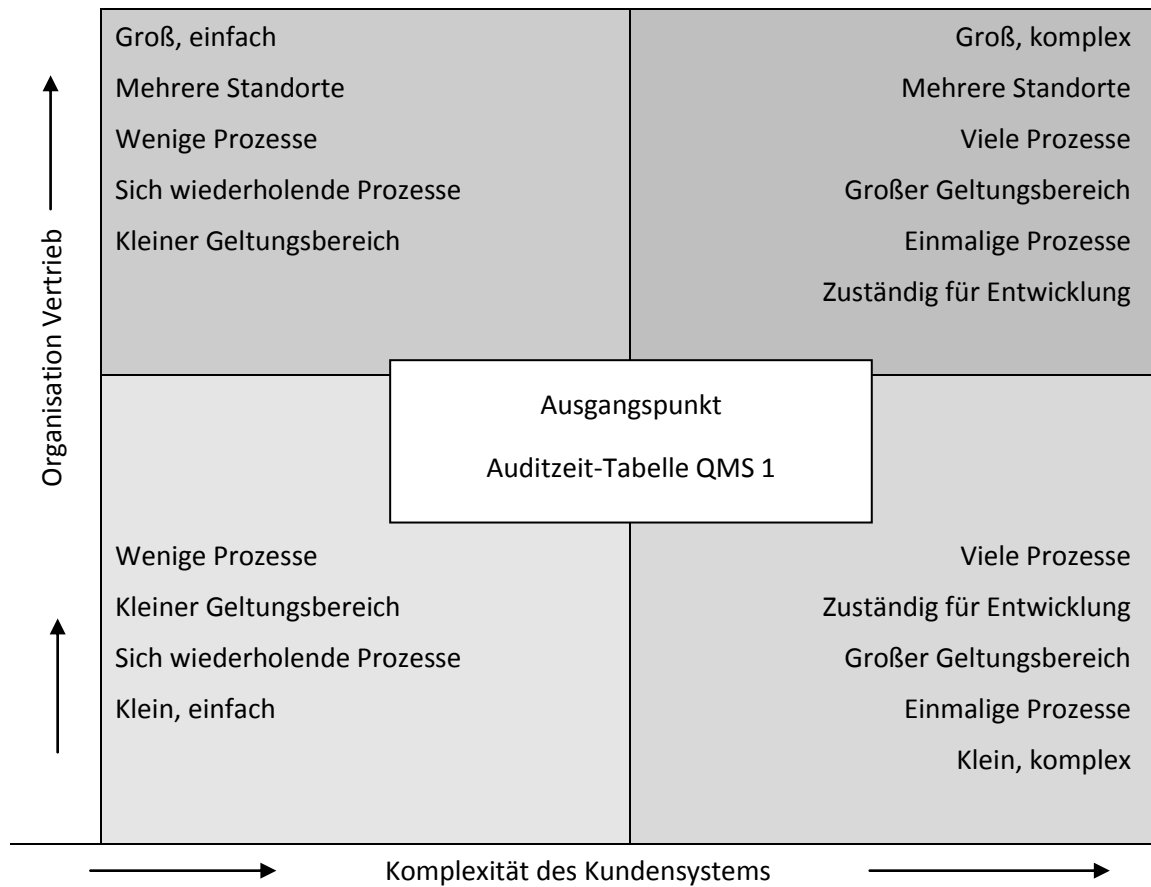 Groß, einfach
Mehrere Standorte
Wenige Prozesse
Sich wiederholende Prozesse
Kleiner Geltungsbereich
Groß, komplex
Mehrere Standorte
Viele Prozesse
Großer Geltungsbereich
Einmalige Prozesse
Zuständig für Entwicklung
Organisation Vertrieb
Ausgangspunkt
Auditzeit-Tabelle QMS 1
Wenige Prozesse
Kleiner Geltungsbereich
Sich wiederholende Prozesse
Klein, einfach
Viele Prozesse
Zuständig für Entwicklung
Großer Geltungsbereich
Einmalige Prozesse
Klein, komplex
Komplexität des Kundensystems